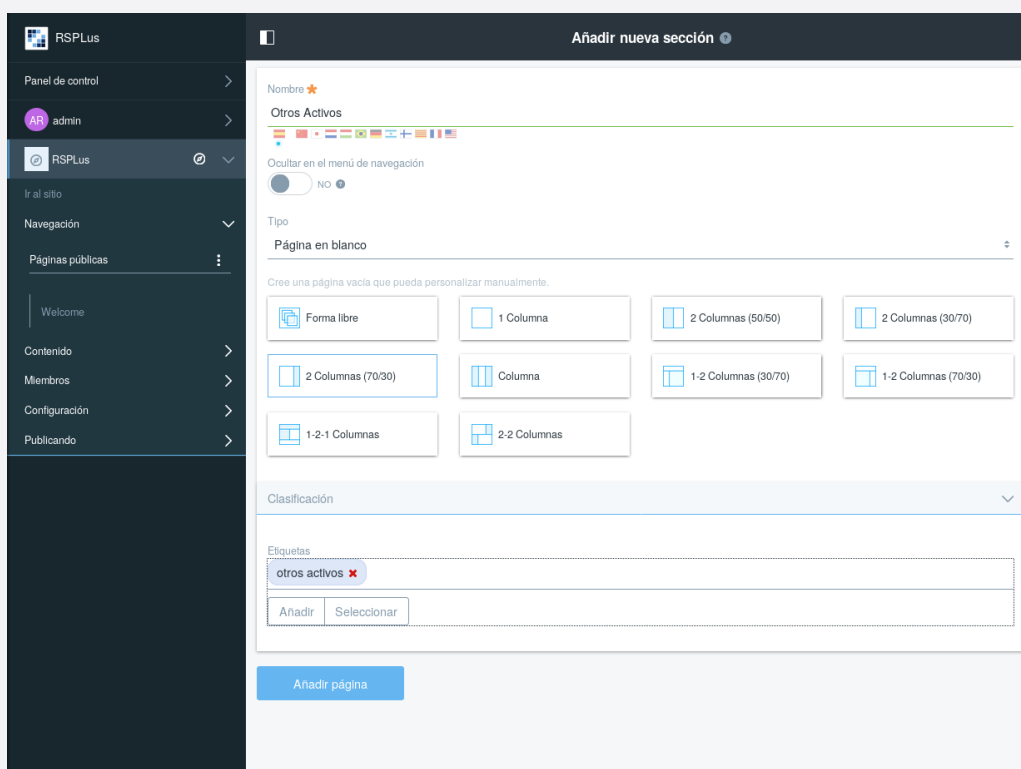 RSPLus
Añadir nueva sección
Panel de control
AR admin
RSPLus
Ir al sitio
Navegación
Páginas públicas
Welcome
Contenido
Miembros
Configuración
Publicando
Nombre
Otros Activos
Ocultar en el menú de navegación
NO
Tipo
Página en blanco
Cree una página vacía que pueda personalizar manualmente.
Forma libre
1 Columna
2 Columnas (50/50)
2 Columnas (30/70)
2 Columnas (70/30)
Columna
1-2 Columnas (30/70)
1-2 Columnas (70/30)
1-2-1 Columnas
2-2 Columnas
Clasificación
Etiquetas
otros activos
Añadir
Seleccionar
Añadir página